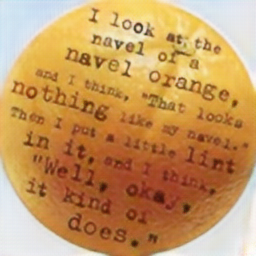 I look at the
navel of a
navel orange,
and I think, "That looks
nothing like my navel."
Then I put a little lint
in it, and I think,
"Well, okay,
it kind of
does."